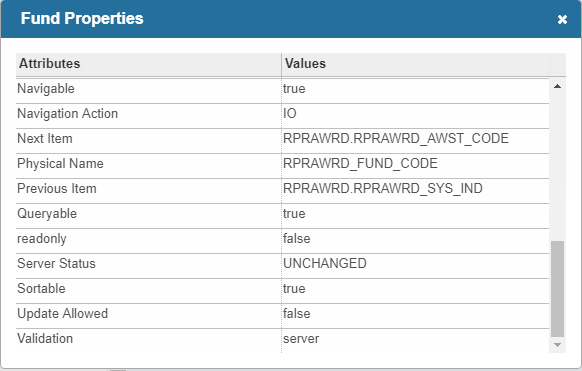 Fund Properties
Attributes Values
Navigable true
Navigation Action IO
Next Item RPRAWRD.RPRAWRD_AWST_CODE
Physical Name RPRAWRD_FUND_CODE
Previous Item RPRAWRD.RPRAWRD_SYS_IND
Queryable true
readonly false
Server Status UNCHANGED
Sortable true
Update Allowed false
Validation server